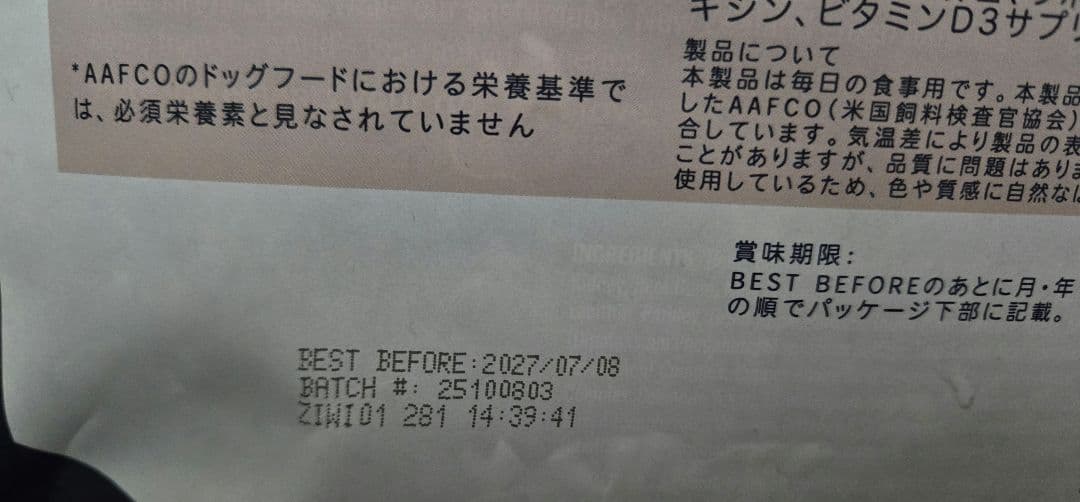 *AAFCOのドッグフードにおける栄養基準で
は、必須栄養素と見なされていません
キシン、ビタミンD3サプリ
製品について
本製品は毎日の食事用です。本製品
したAAFCO(米国飼料検査官協会)
合しています。気温差により製品の表
ことがありますが、品質に問題はありま
使用しているため、色や質感に自然な
賞味期限:
BEST BEFOREのあとに月・年
の順でパッケージ下部に記載。
BEST BEFORE:2027/07/08
BATCH #: 25100803
ZIWI01 281 14:39:41